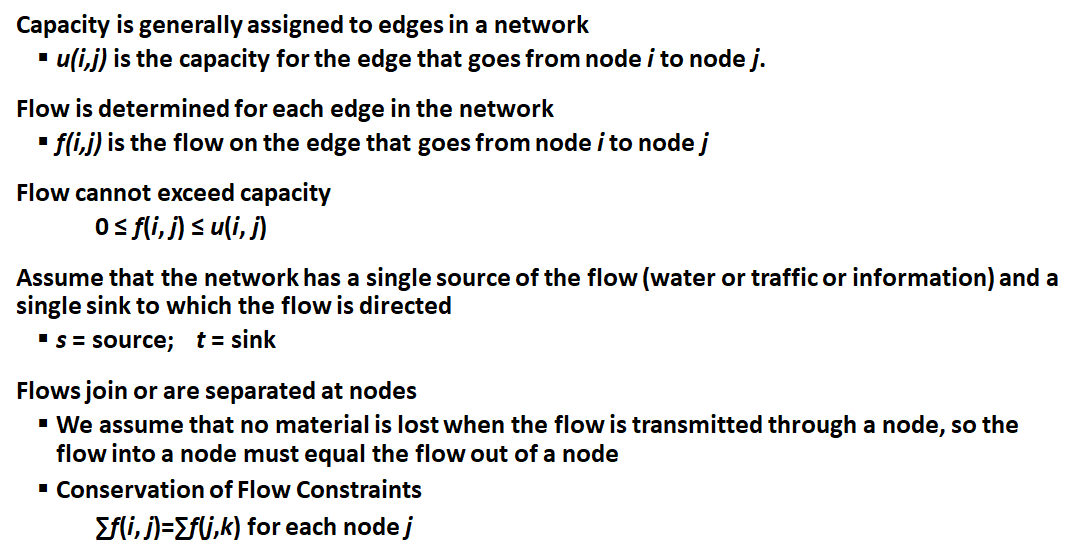 Capacity is generally assigned to edges in a network
▪ u(i,j) is the capacity for the edge that goes from node i to node j.
Flow is determined for each edge in the network
▪ f(i,j) is the flow on the edge that goes from node i to node j
Flow cannot exceed capacity
0 ≤ f(i, j) ≤ u(i, j)
Assume that the network has a single source of the flow (water or traffic or information) and a
single sink to which the flow is directed
▪ s = source; t = sink
Flows join or are separated at nodes
▪ We assume that no material is lost when the flow is transmitted through a node, so the
flow into a node must equal the flow out of a node
▪ Conservation of Flow Constraints
∑f(i, j)=∑f(j,k) for each node j